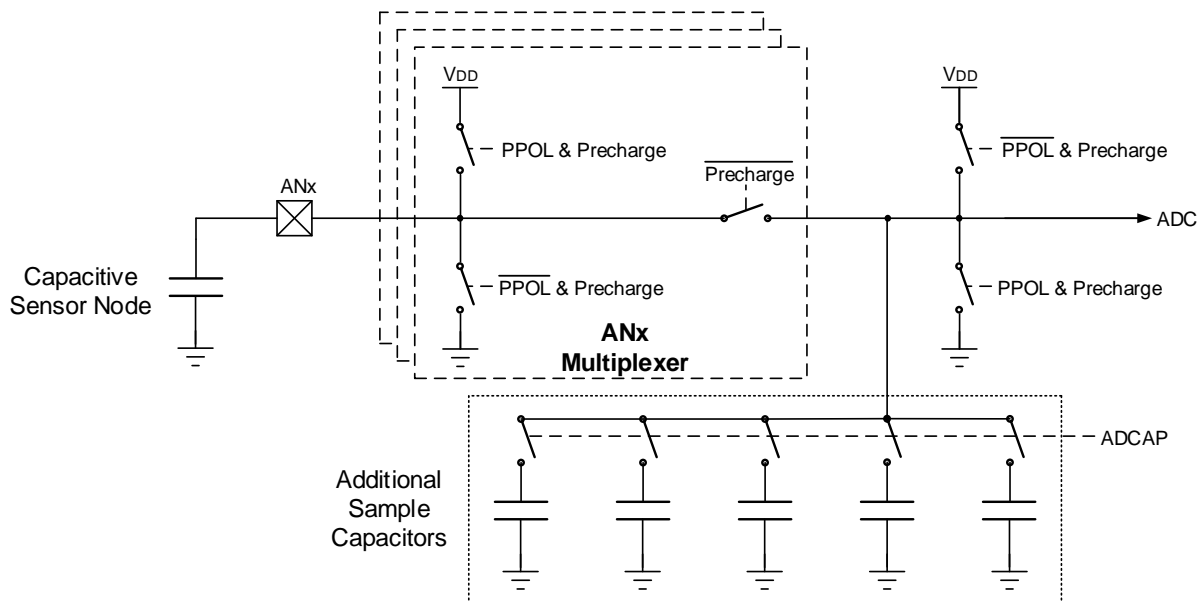 VDD
VDD
PPOL & Precharge
PPOL & Precharge
Precharge
ANx
ADC
Capacitive
Sensor Node
PPOL & Precharge
PPOL & Precharge
ANx
Multiplexer
ADCAP
Additional
Sample
Capacitors